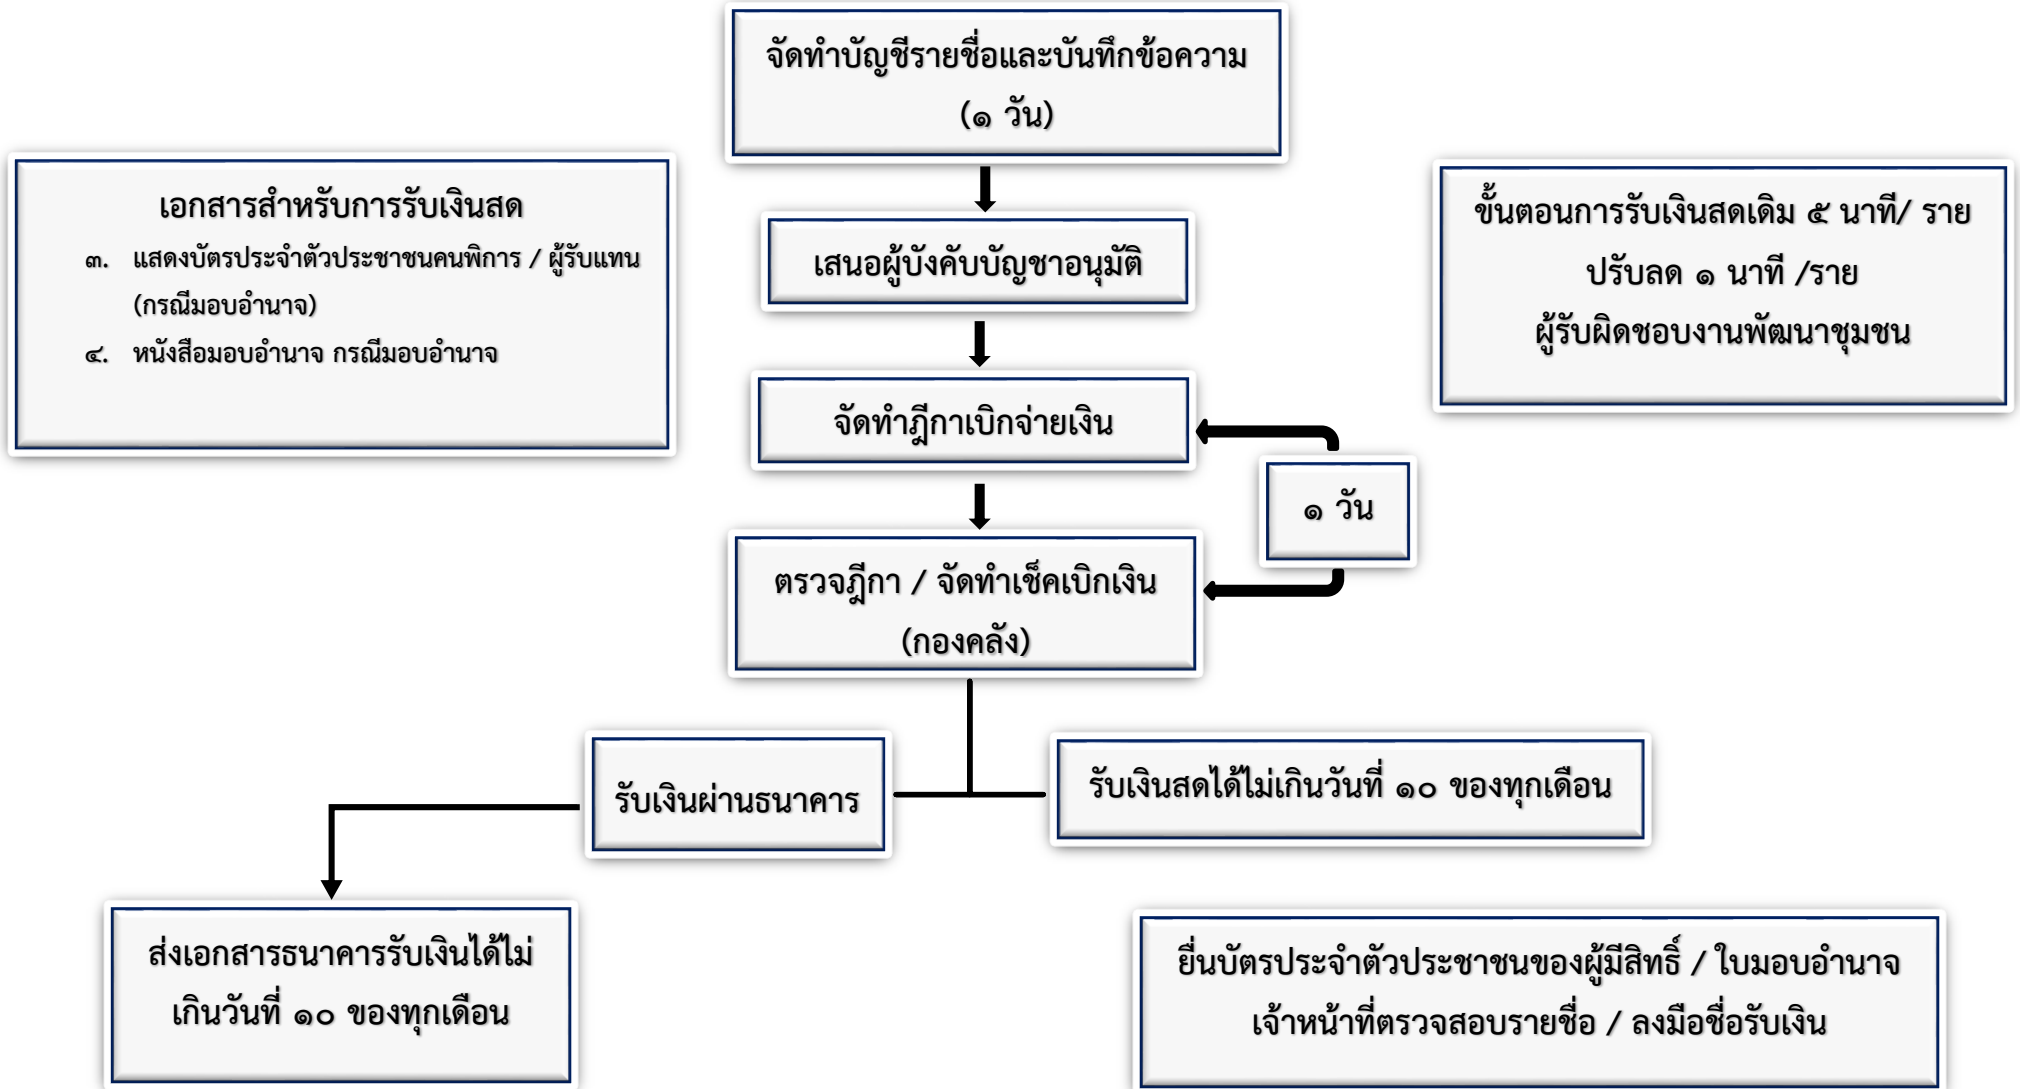 จัดทำบัญชีรายชื่อและบันทึกข้อความ
(๑ วัน)
เอกสารสำหรับการรับเงินสด
๓. แสดงบัตรประจำตัวประชาชนคนพิการ / ผู้รับแทน
(กรณีมอบอำนาจ)
๔. หนังสือมอบอำนาจ กรณีมอบอำนาจ
ขั้นตอนการรับเงินสดเดิม ๕ นาที/ ราย
ปรับลด ๑ นาที /ราย
ผู้รับผิดชอบงานพัฒนาชุมชน
เสนอผู้บังคับบัญชาอนุมัติ
จัดทำฎีกาเบิกจ่ายเงิน
๑ วัน
ตรวจฎีกา / จัดทำเช็คเบิกเงิน
(กองคลัง)
รับเงินผ่านธนาคาร
รับเงินสดได้ไม่เกินวันที่ ๑๐ ของทุกเดือน
ส่งเอกสารธนาคารรับเงินได้ไม่
เกินวันที่ ๑๐ ของทุกเดือน
ยื่นบัตรประจำตัวประชาชนของผู้มีสิทธิ์ / ใบมอบอำนาจ
เจ้าหน้าที่ตรวจสอบรายชื่อ / ลงมือชื่อรับเงิน